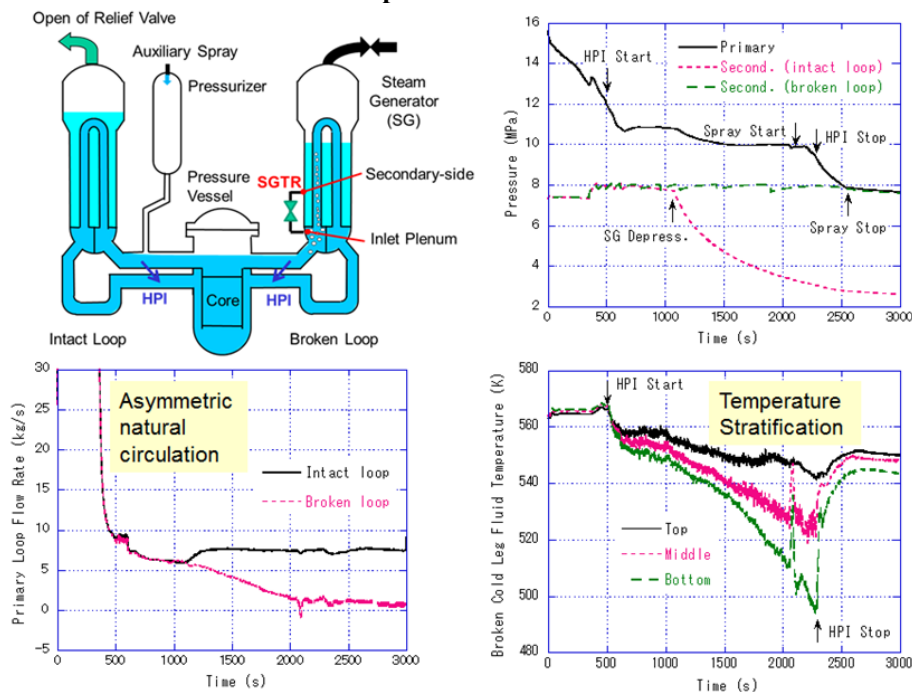 Open of Relief Valve
Auxiliary Spray
Pressurizer
Steam
Generator
(SG)
Pressure
Vessel
SGTR
Secondary-side
Inlet Plenum
HPI
Core
HPI
Intact Loop
Broken Loop
16
14
12
10
8
6
4
2
Pressure (MPa)
HPI Start
Primary
Second. (intact loop)
Second. (broken loop)
Spray Start
HPI Stop
SG Depress.
Spray Stop
0
500
1000
1500
2000
2500
3000
Time (s)
30
25
20
15
10
5
0
-5
Primary Loop Flow Rate (kg/s)
Asymmetric
natural
circulation
Intact loop
Broken loop
0
500
1000
1500
2000
2500
3000
Time (s)
580
560
540
520
500
480
Broken Cold Leg Fluid Temperature (K)
HPI Start
Temperature
Stratification
Top
Middle
Bottom
HPI Stop
0
500
1000
1500
2000
2500
3000
Time (s)